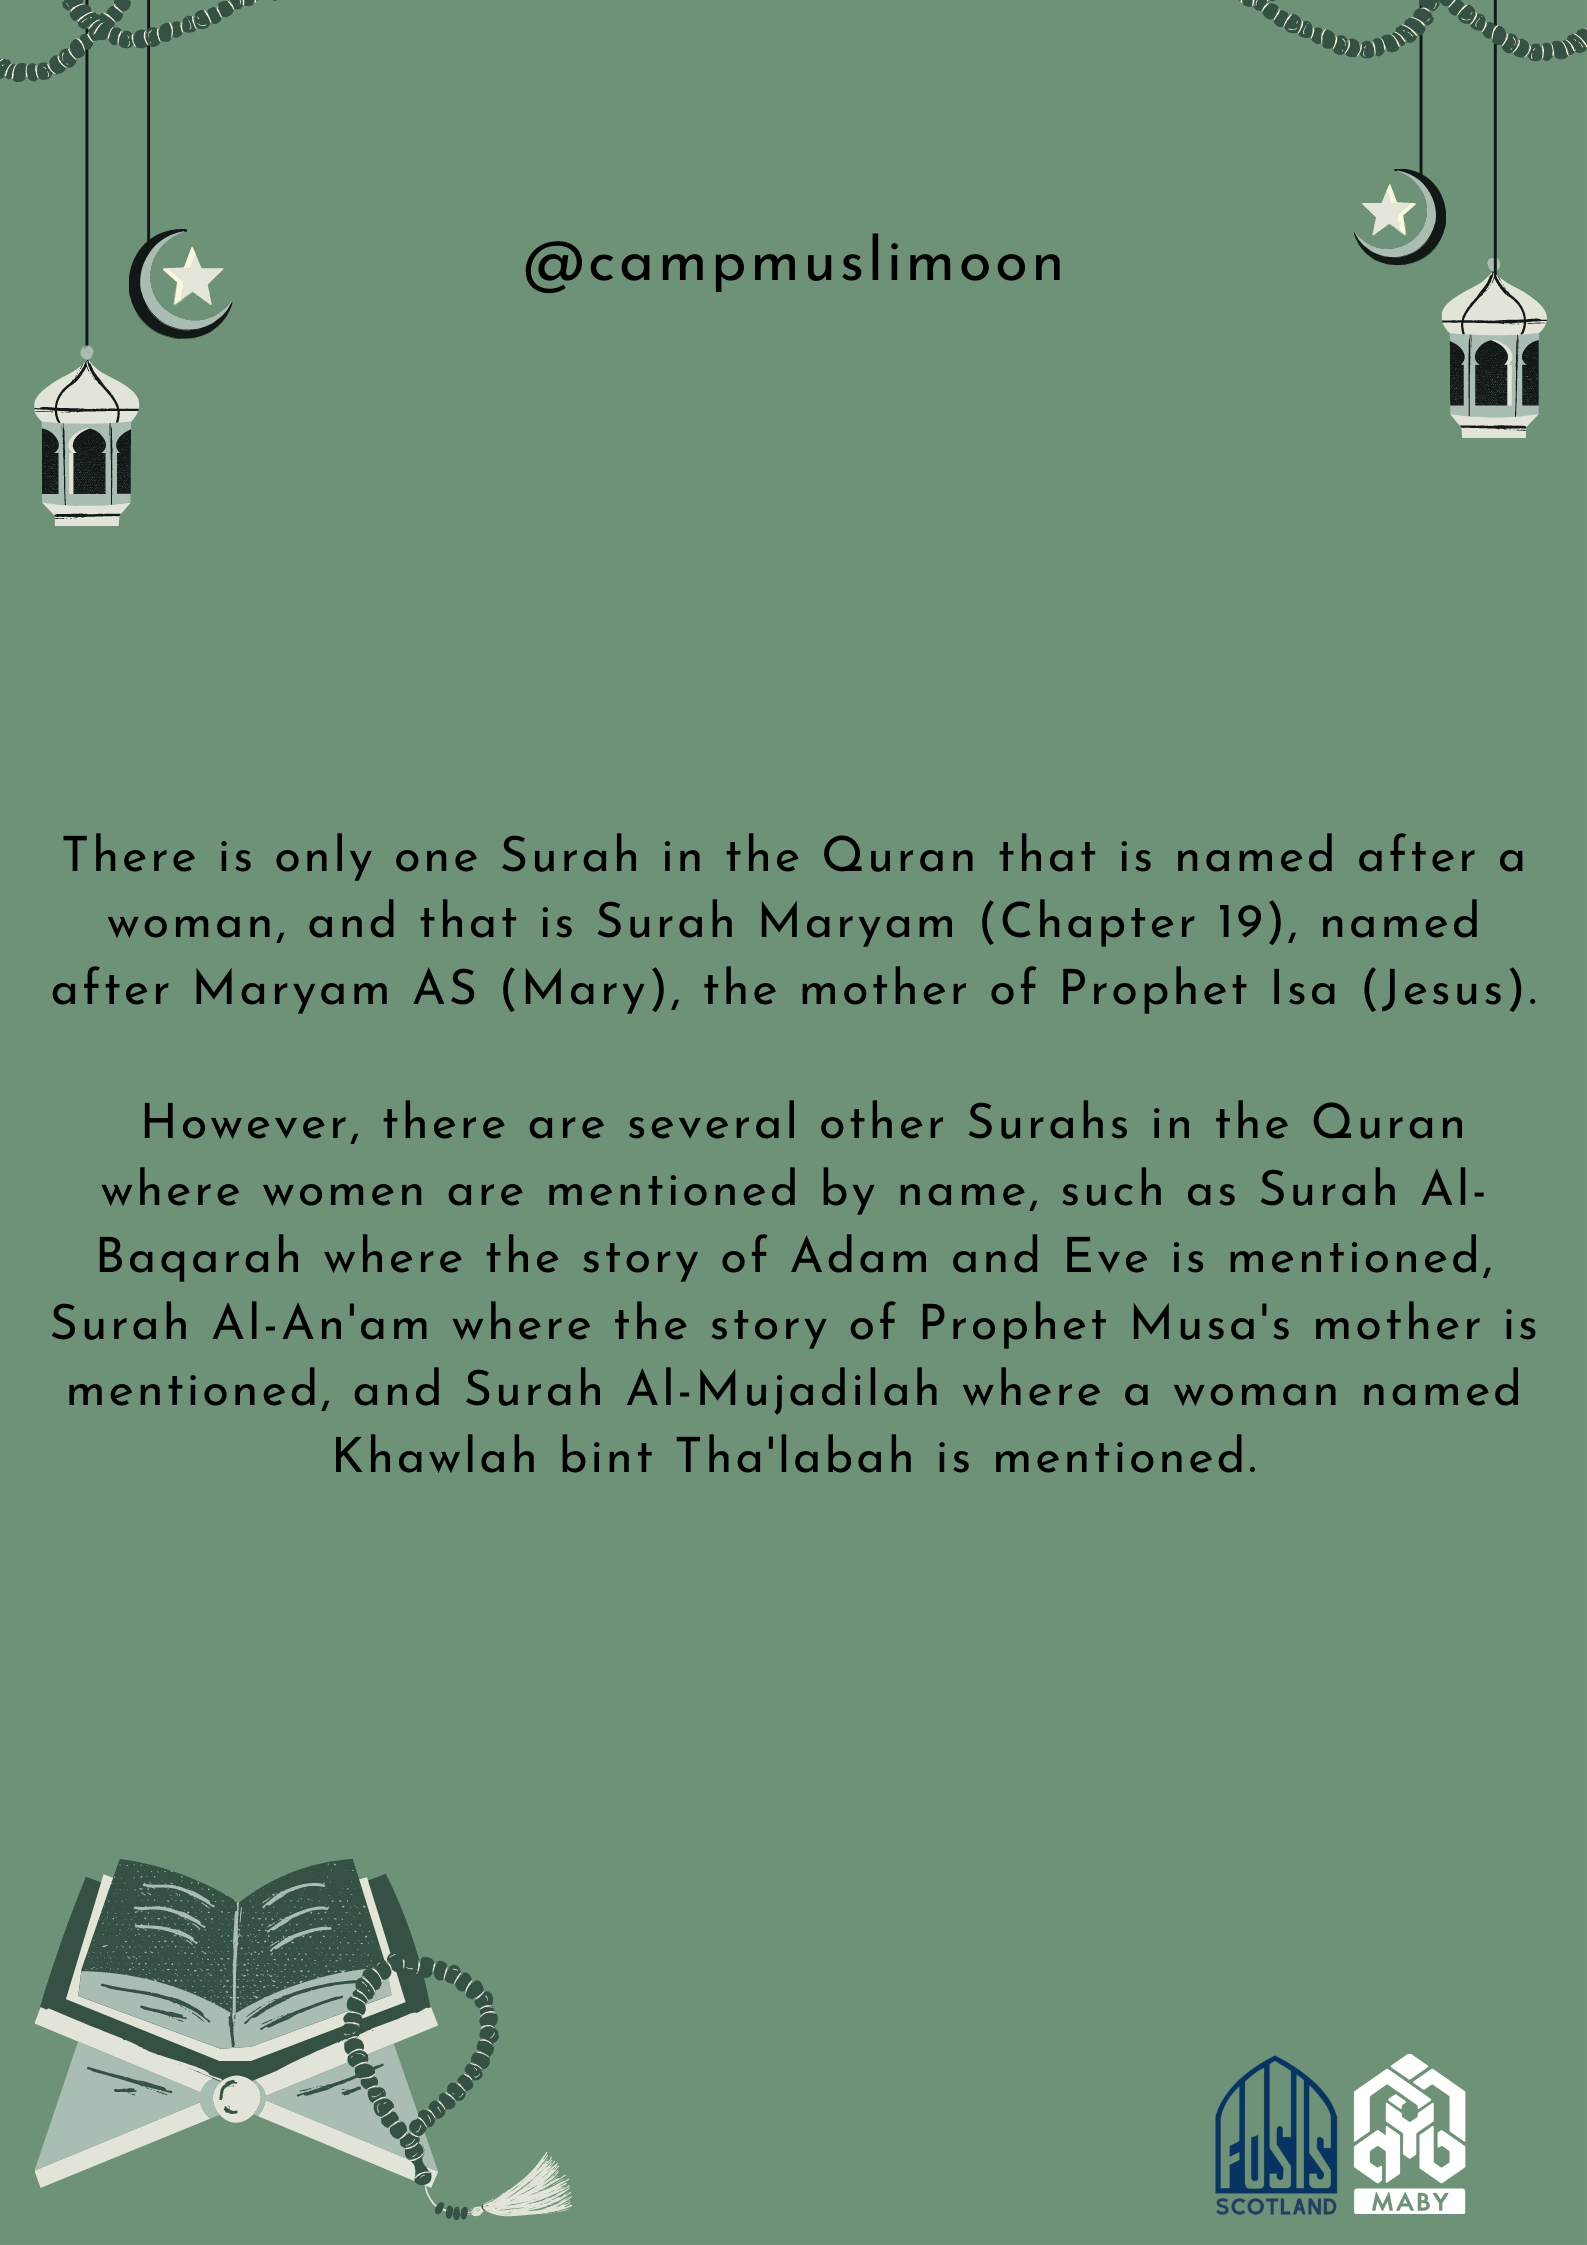 @campmuslimoon
There is only one Surah in the Quran that is named after a
woman, and that is Surah Maryam (Chapter 19), named
after Maryam AS (Mary), the mother of Prophet Isa (Jesus).
However, there are several other Surahs in the Quran
where women are mentioned by name, such as Surah Al-
Baqarah where the story of Adam and Eve is mentioned,
Surah Al-An'am where the story of Prophet Musa's mother is
mentioned, and Surah Al-Mujadilah where a woman named
Khawlah bint Tha'labah is mentioned.
FOSIS
SCOTLAND
mayb
MABY